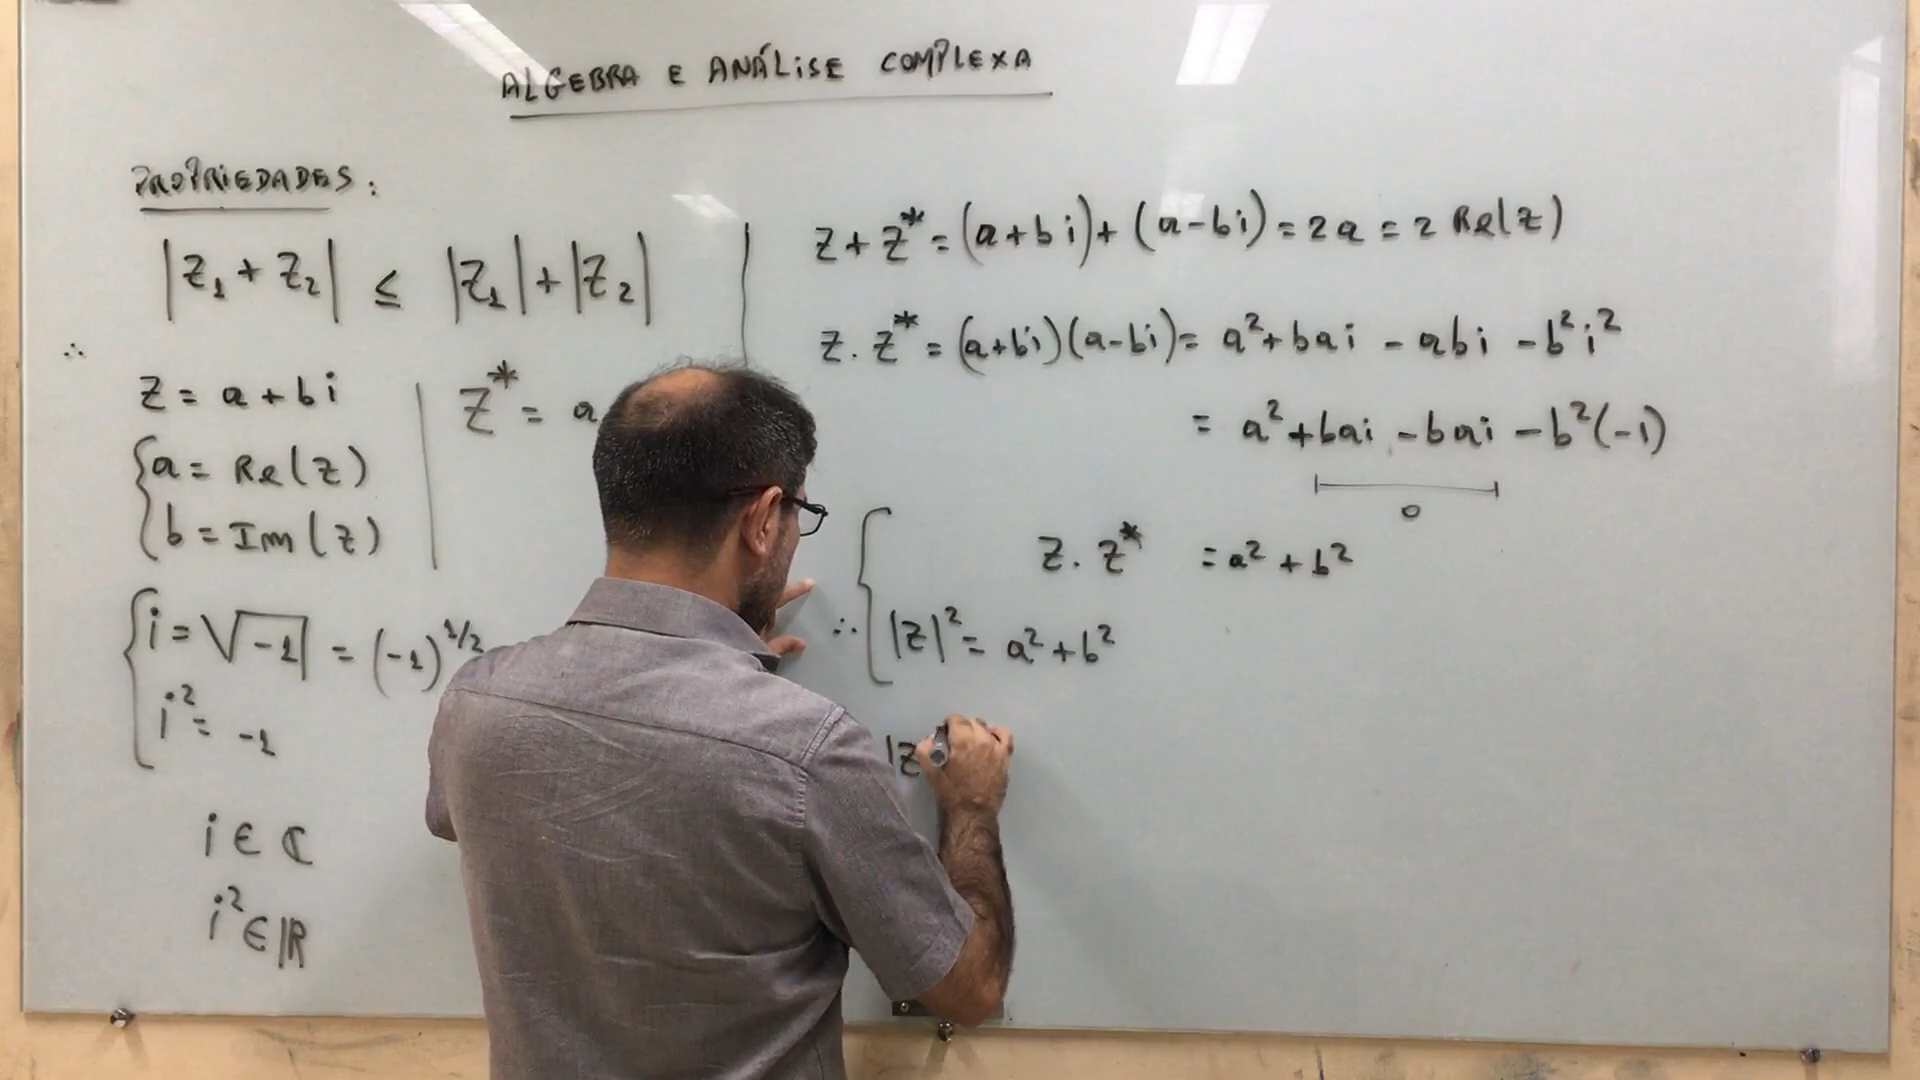 ALGEBRA E ANÁLISE COMPLEXA
PROPRIEDADES:
|z₁ + z₂| ≤ |z₁| + |z₂|
∴
z = a + bi
a = Re(z)
b = Im(z)
z* = a
i = √-1 = (-1)^1/2
i² = -1
i ∈ ℂ
i² ∈ ℝ
z + z* = (a + bi) + (a - bi) = 2a = 2 Re(z)
z . z* = (a+bi)(a-bi) = a² + bai - abi - b²i²
= a² + bai - bai - b²(-1)
0
z . z* = a² + b²
∴ |z|² = a² + b²
|z